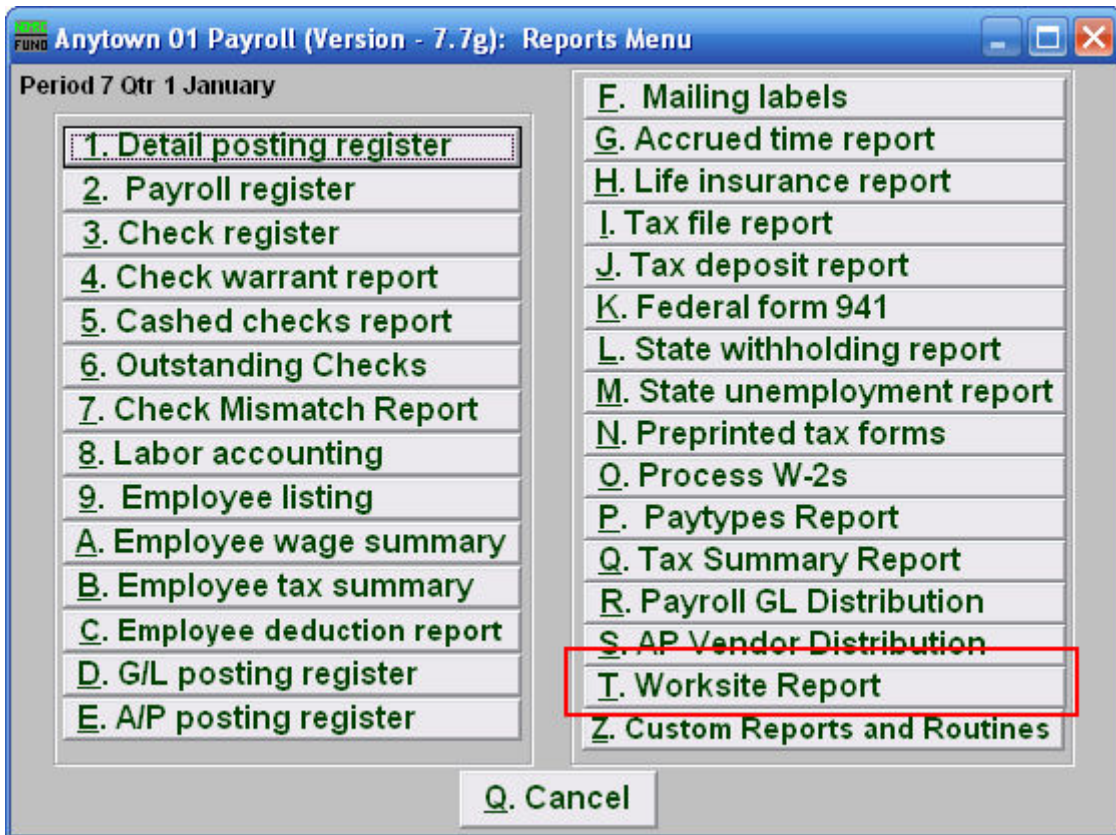 FUND Anytown 01 Payroll (Version - 7.7g): Reports Menu
Period 7 Qtr 1 January
1. Detail posting register
2. Payroll register
3. Check register
4. Check warrant report
5. Cashed checks report
6. Outstanding Checks
7. Check Mismatch Report
8. Labor accounting
9. Employee listing
A. Employee wage summary
B. Employee tax summary
C. Employee deduction report
D. G/L posting register
E. A/P posting register
F. Mailing labels
G. Accrued time report
H. Life insurance report
I. Tax file report
J. Tax deposit report
K. Federal form 941
L. State withholding report
M. State unemployment report
N. Preprinted tax forms
O. Process W-2s
P. Paytypes Report
Q. Tax Summary Report
R. Payroll GL Distribution
S. AP Vendor Distribution
T. Worksite Report
Z. Custom Reports and Routines
Q. Cancel